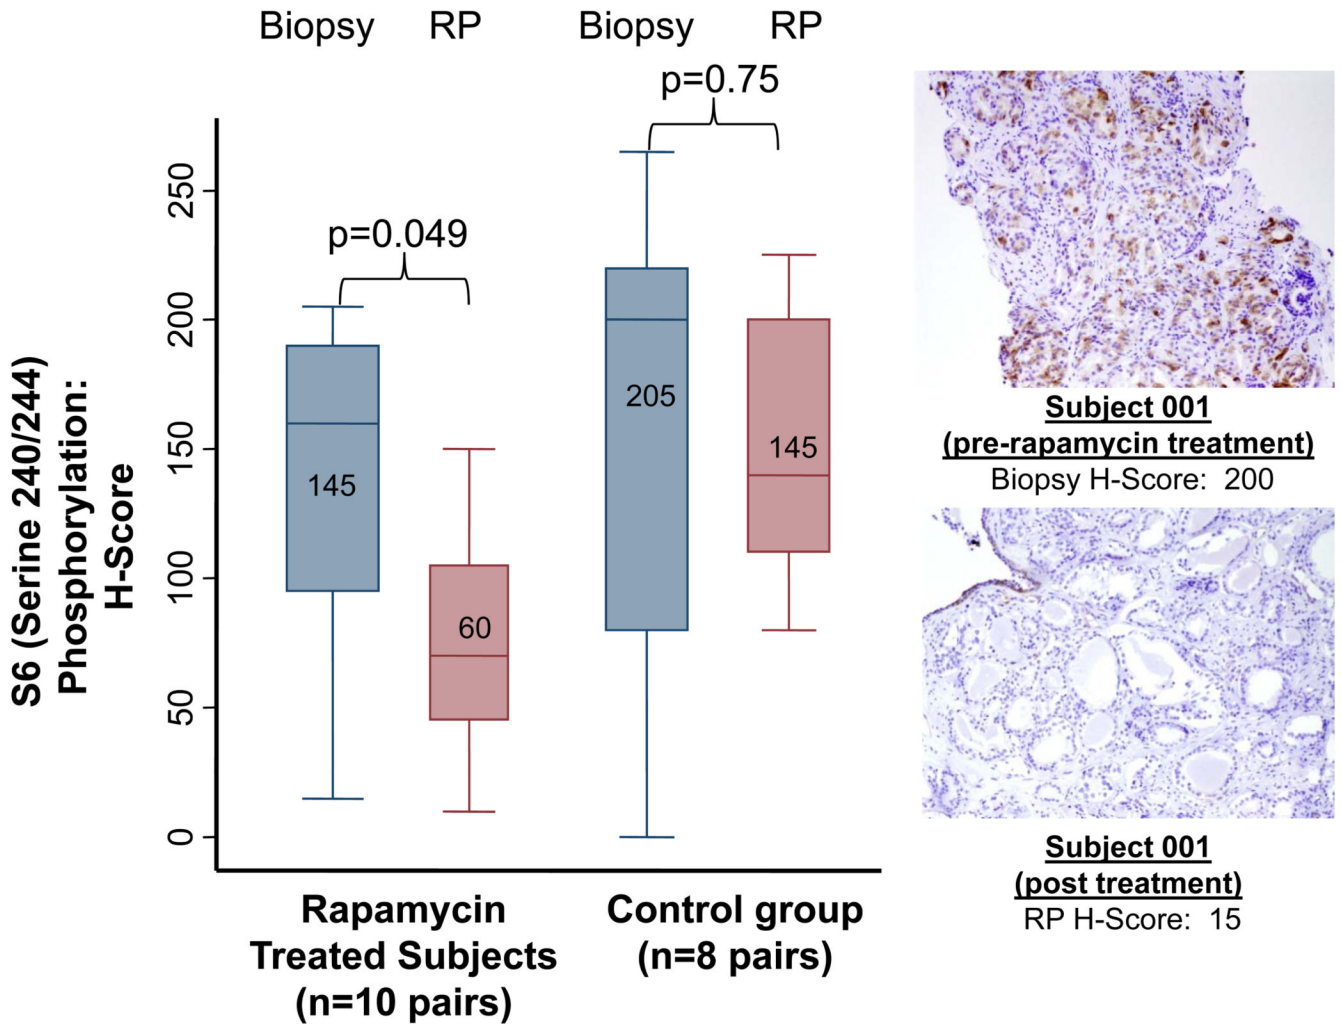 Biopsy RP Biopsy RP
p=0.75
p=0.049
250
200
150
100
50
0
S6 (Serine 240/244)
Phosphorylation:
H-Score
145
60
205
145
Rapamycin
Treated Subjects
(n=10 pairs)
Control group
(n=8 pairs)
Subject 001
(pre-rapamycin treatment)
Biopsy H-Score: 200
Subject 001
(post treatment)
RP H-Score: 15